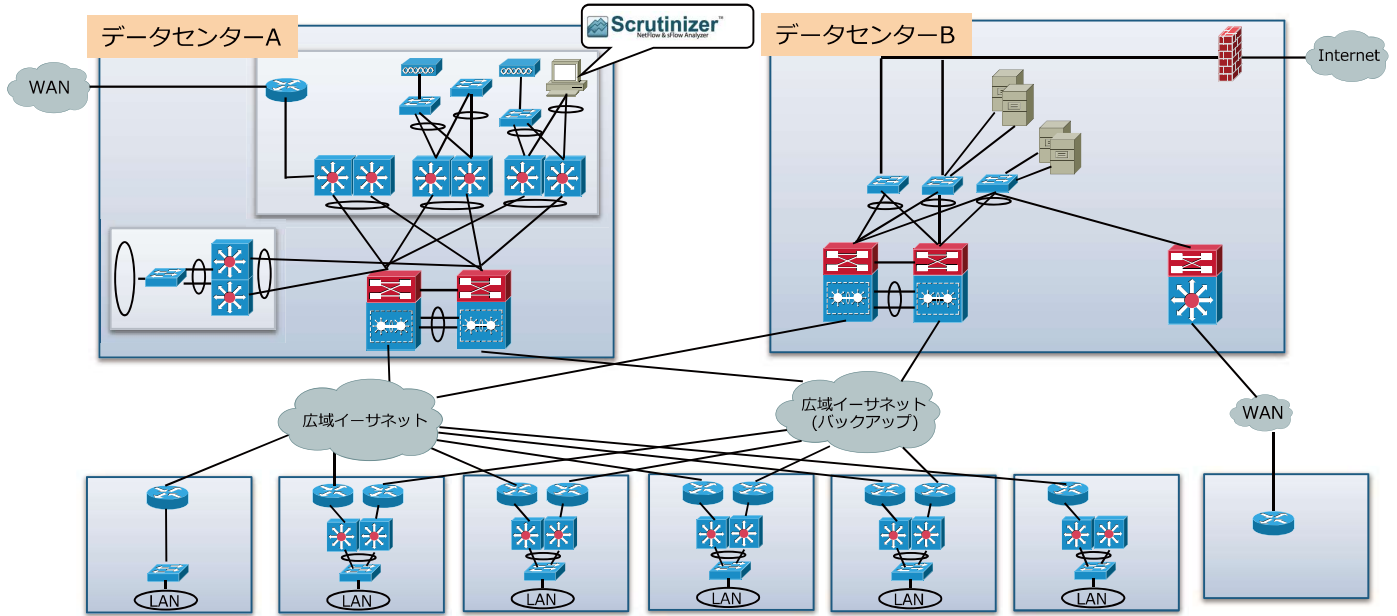 データセンターA
Scrutinizer™
NetFlow & sFlow Analyzer
データセンターB
WAN
Internet
広域イーサネット
広域イーサネット
(バックアップ)
WAN
LAN
LAN
LAN
LAN
LAN
LAN